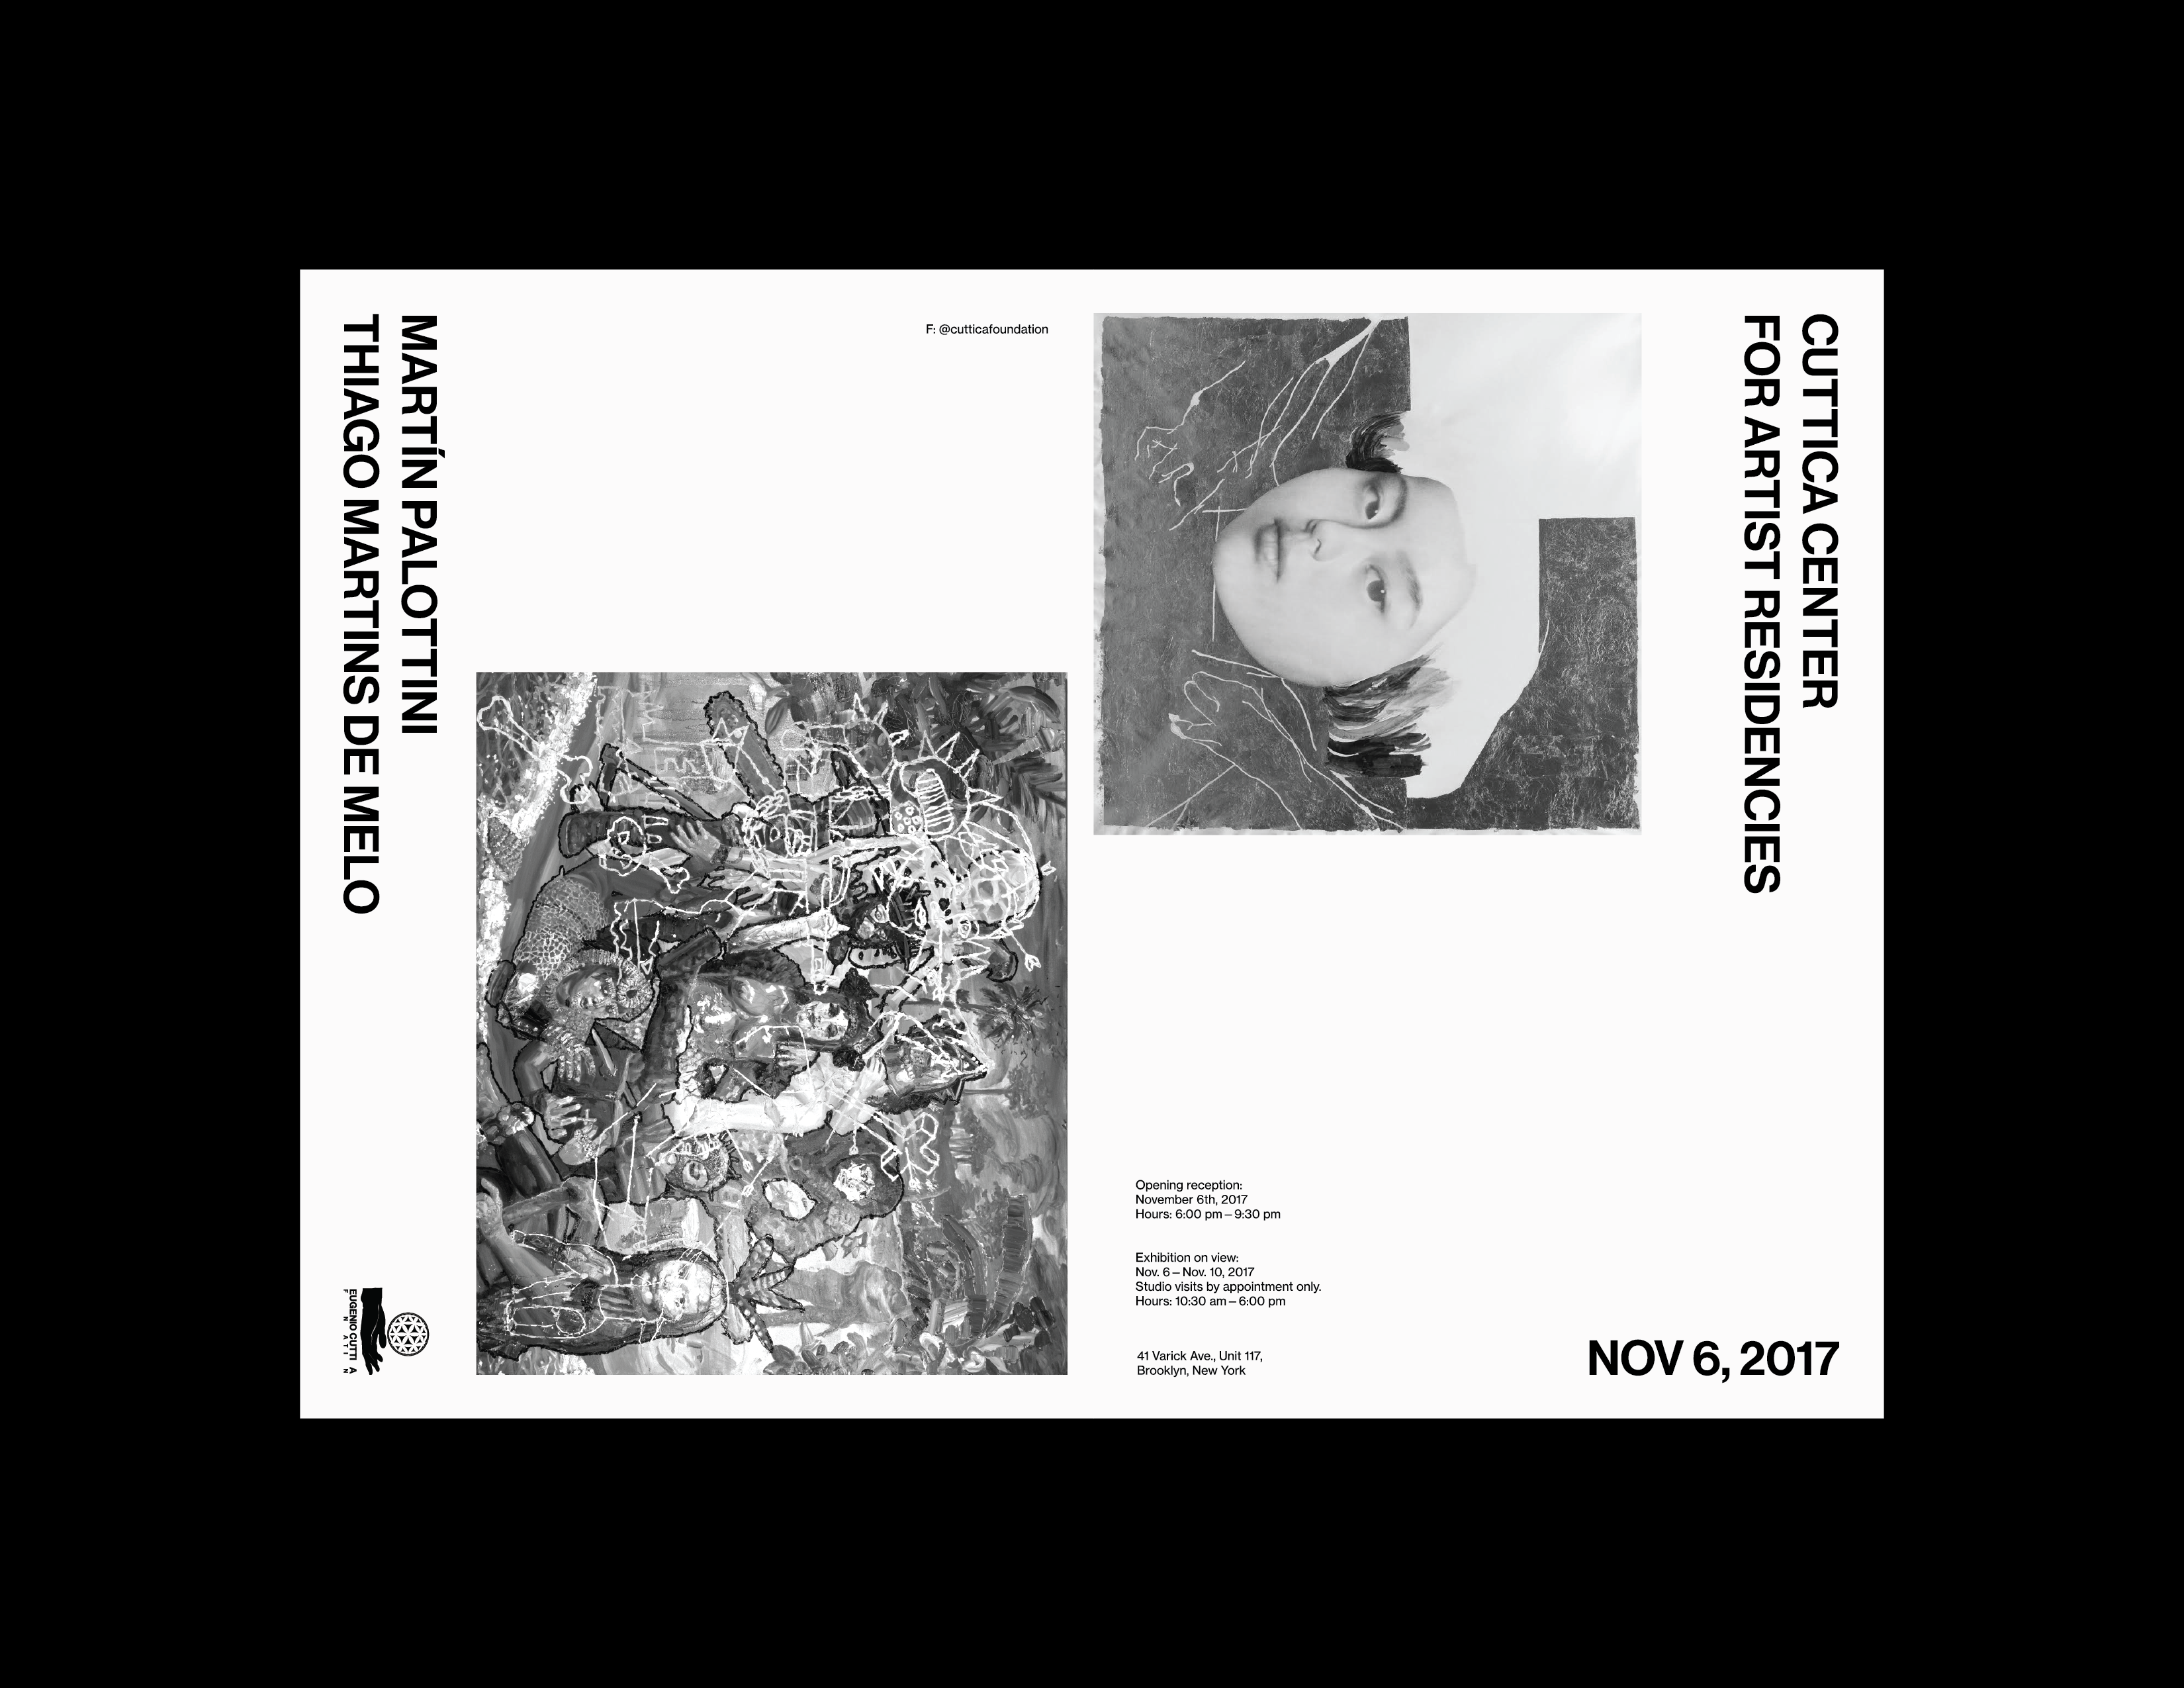 CUTTICA CENTER
FOR ARTIST RESIDENCIES
MARTÍN PALOTTINI
THIAGO MARTINS DE MELO
F: @cutticafoundation
Opening reception:
November 6th, 2017
Hours: 6:00 pm – 9:30 pm
Exhibition on view:
Nov. 6 – Nov. 10, 2017
Studio visits by appointment only.
Hours: 10:30 am – 6:00 pm
41 Varick Ave., Unit 117,
Brooklyn, New York
NOV 6, 2017
EUGENIO CUTTI A
F N ATI N